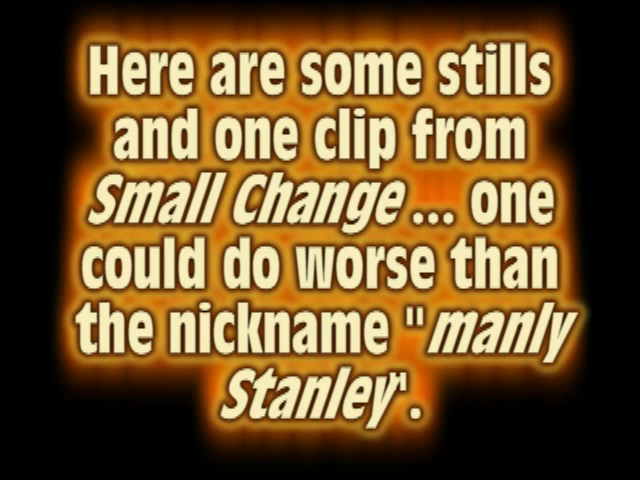 Here are some stills
and one clip from
Small Change... one
could do worse than
the nickname "manly
Stanley".